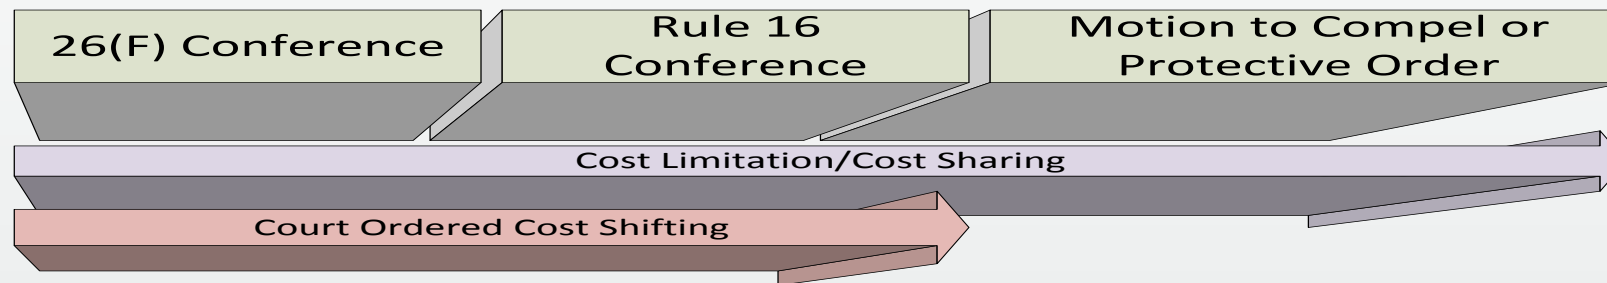 26(F) Conference
Rule 16
Conference
Motion to Compel or
Protective Order
Cost Limitation/Cost Sharing
Court Ordered Cost Shifting